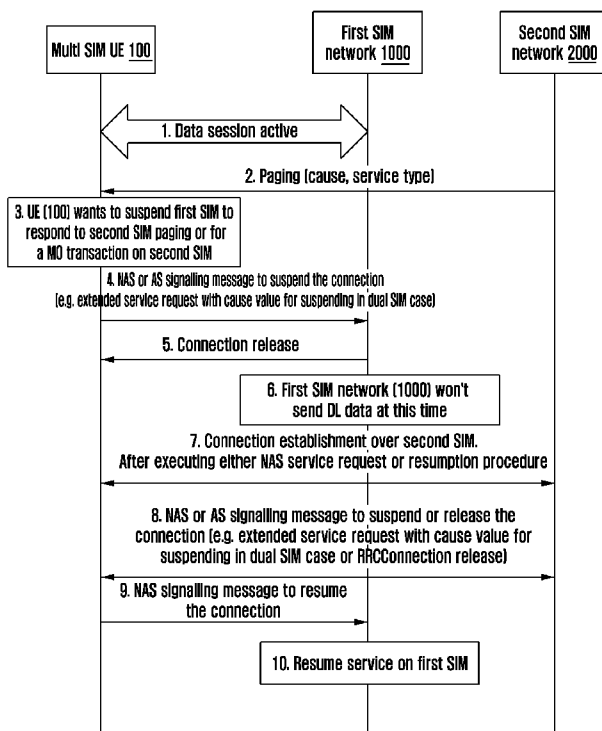 Multi SIM UE 100
First SIM
network 1000
Second SIM
network 2000
1. Data session active
2. Paging (cause, service type)
3. UE (100) wants to suspend first SIM to
respond to second SIM paging or for
a MO transaction on second SIM
4. NAS or AS signalling message to suspend the connection
(e.g. extended service request with cause value for suspending in dual SIM case)
5. Connection release
6. First SIM network (1000) won't
send DL data at this time
7. Connection establishment over second SIM.
After executing either NAS service request or resumption procedure
8. NAS or AS signalling message to suspend or release the
connection (e.g. extended service request with cause value for
suspending in dual SIM case or RRCConnection release)
9. NAS signalling message to resume
the connection
10. Resume service on first SIM